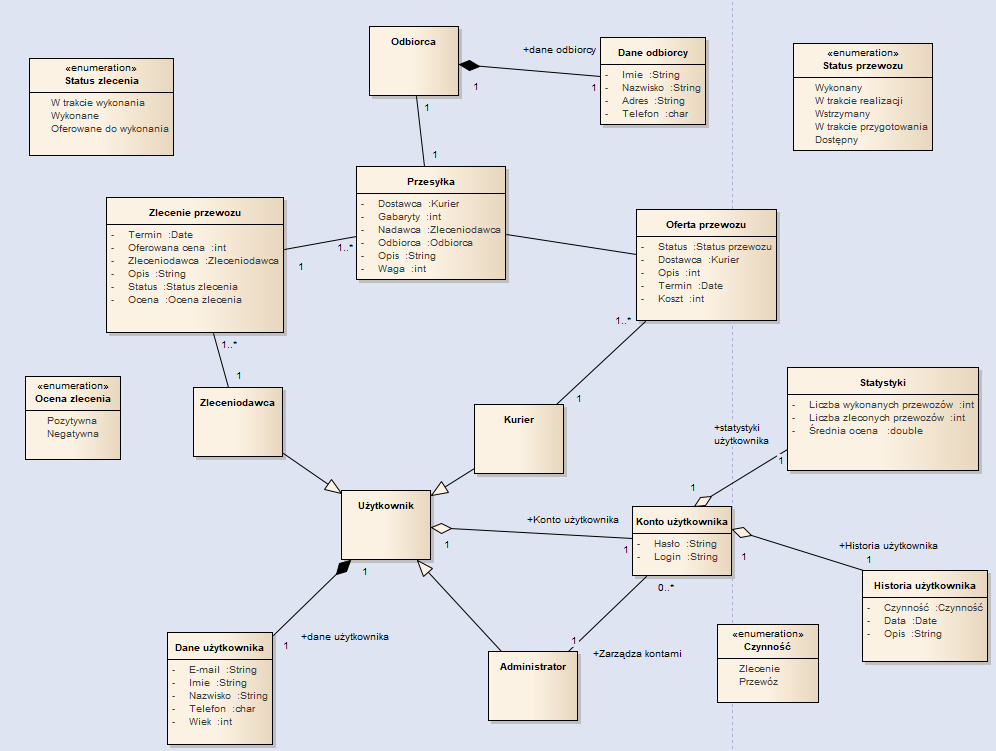 Odbiorca
+dane odbiorcy
1
1
1
Dane odbiorcy
- Imie :String
- Nazwisko :String
- Adres :String
- Telefon :char
«enumeration»
Status przewozu
Wykonany
W trakcie realizacji
Wstrzymany
W trakcie przygotowania
Dostępny
«enumeration»
Status zlecenia
W trakcie wykonania
Wykonane
Oferowane do wykonania
1
Przesyłka
- Dostawca :Kurier
- Gabaryty :int
- Nadawca :Zleceniodawca
- Odbiorca :Odbiorca
- Opis :String
- Waga :int
Zlecenie przewozu
- Termin :Date
- Oferowana cena :int
- Zleceniodawca :Zleceniodawca
- Opis :String
- Status :Status zlecenia
- Ocena :Ocena zlecenia
1..*
1
Oferta przewozu
- Status :Status przewozu
- Dostawca :Kurier
- Opis :int
- Termin :Date
- Koszt :int
1..*
1
1..*
1
«enumeration»
Ocena zlecenia
Pozytywna
Negatywna
Zleceniodawca
Kurier
Statystyki
- Liczba wykonanych przewozów :int
- Liczba zleconych przewozów :int
- Średnia ocena :double
+statystyki
użytkownika
1
1
Użytkownik
+Konto użytkownika
1
1
Konto użytkownika
- Hasło :String
- Login :String
+Historia użytkownika
1
1
Historia użytkownika
- Czynność :Czynność
- Data :Date
- Opis :String
1
+dane użytkownika
1
Dane użytkownika
- E-mail :String
- Imie :String
- Nazwisko :String
- Telefon :char
- Wiek :int
0..*
1
+Zarządza kontami
Administrator
«enumeration»
Czynność
Zlecenie
Przewóz